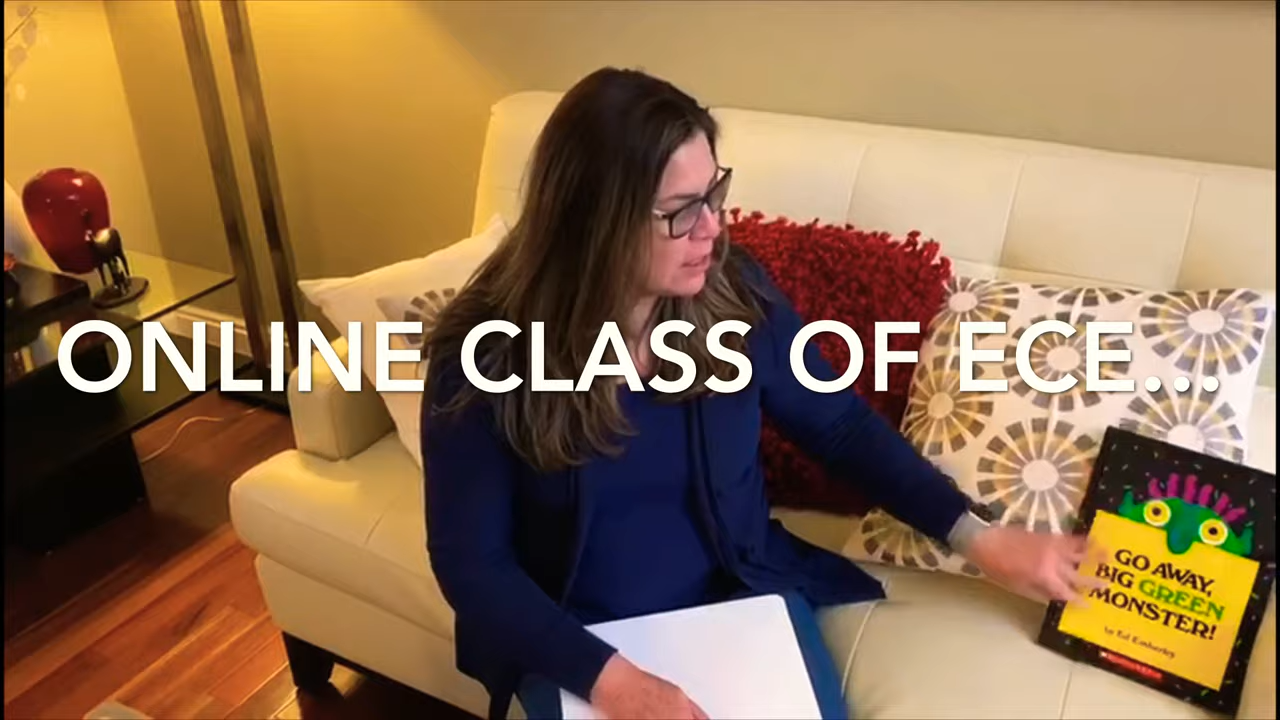 ONLINE CLASS OF ECE...
GO AWAY,
BIG GREEN
MONSTER!
by Ed Emberley